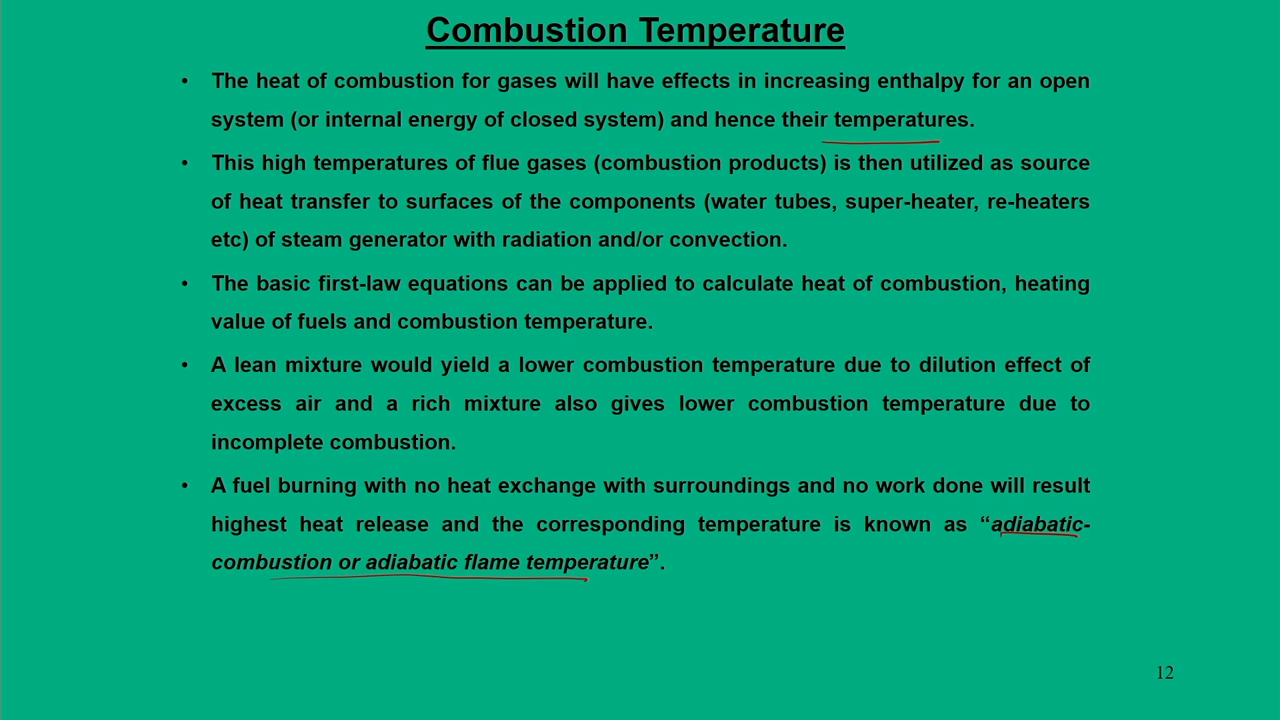 Combustion Temperature
• The heat of combustion for gases will have effects in increasing enthalpy for an open
system (or internal energy of closed system) and hence their temperatures.
• This high temperatures of flue gases (combustion products) is then utilized as source
of heat transfer to surfaces of the components (water tubes, super-heater, re-heaters
etc) of steam generator with radiation and/or convection.
• The basic first-law equations can be applied to calculate heat of combustion, heating
value of fuels and combustion temperature.
• A lean mixture would yield a lower combustion temperature due to dilution effect of
excess air and a rich mixture also gives lower combustion temperature due to
incomplete combustion.
• A fuel burning with no heat exchange with surroundings and no work done will result
highest heat release and the corresponding temperature is known as “adiabatic-
combustion or adiabatic flame temperature”.
12